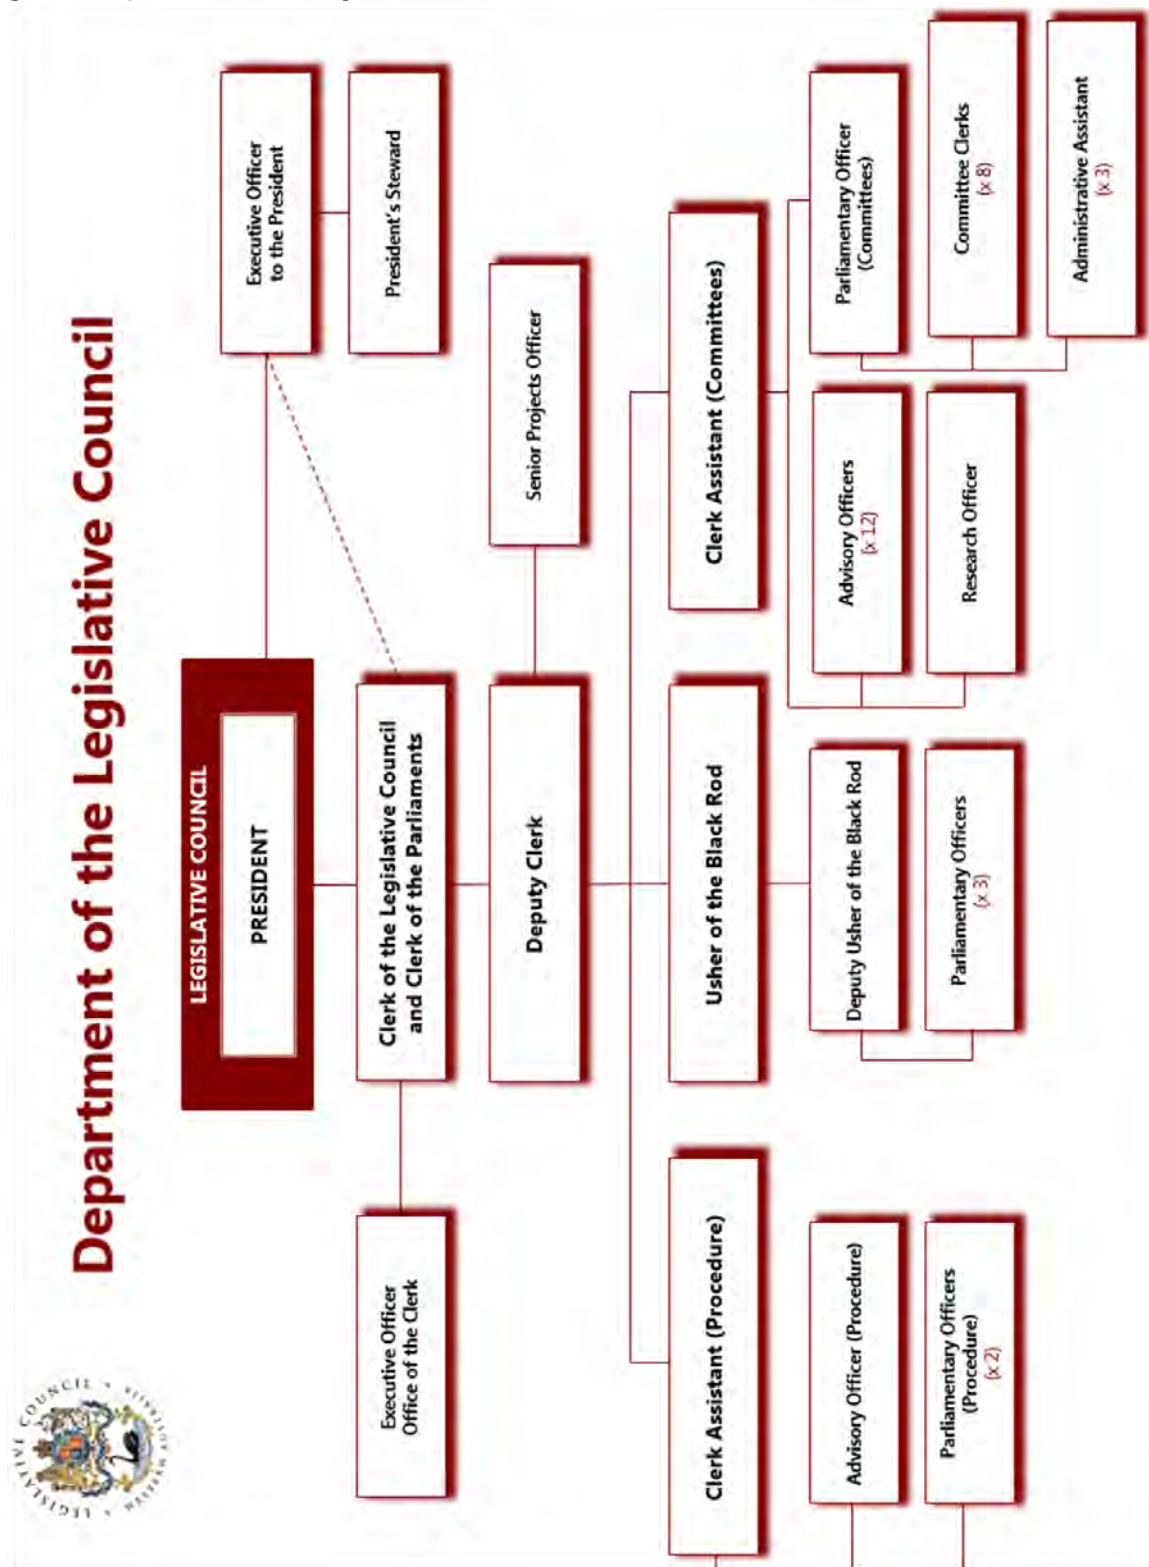 Department of the Legislative Council
LEGISLATIVE COUNCIL
LEGISLATIVE COUNCIL
PRESIDENT
Executive Officer
to the President
President's Steward
Executive Officer
Office of the Clerk
Clerk of the Legislative Council
and Clerk of the Parliaments
Deputy Clerk
Senior Projects Officer
Clerk Assistant (Procedure)
Usher of the Black Rod
Clerk Assistant (Committees)
Advisory Officer (Procedure)
Parliamentary Officers
(Procedure)
(x 2)
Deputy Usher of the Black Rod
Parliamentary Officers
(x 3)
Advisory Officers
(x 12)
Research Officer
Parliamentary Officer
(Committees)
Committee Clerks
(x 8)
Administrative Assistant
(x 3)